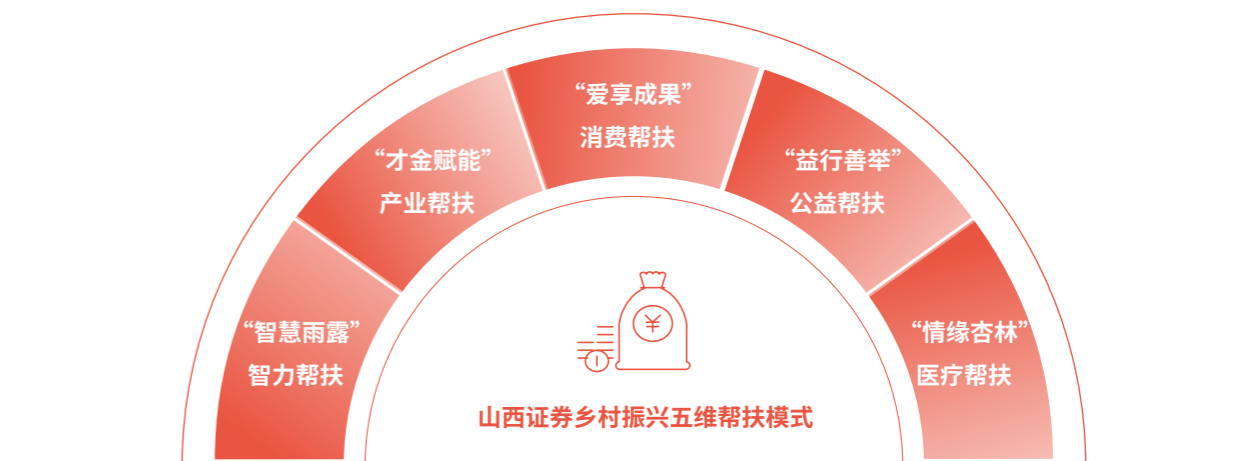 “智慧雨露”
智力帮扶
“才金赋能”
产业帮扶
“爱享成果”
消费帮扶
“益行善举”
公益帮扶
“情缘杏林”
医疗帮扶
¥
山西证券乡村振兴五维帮扶模式